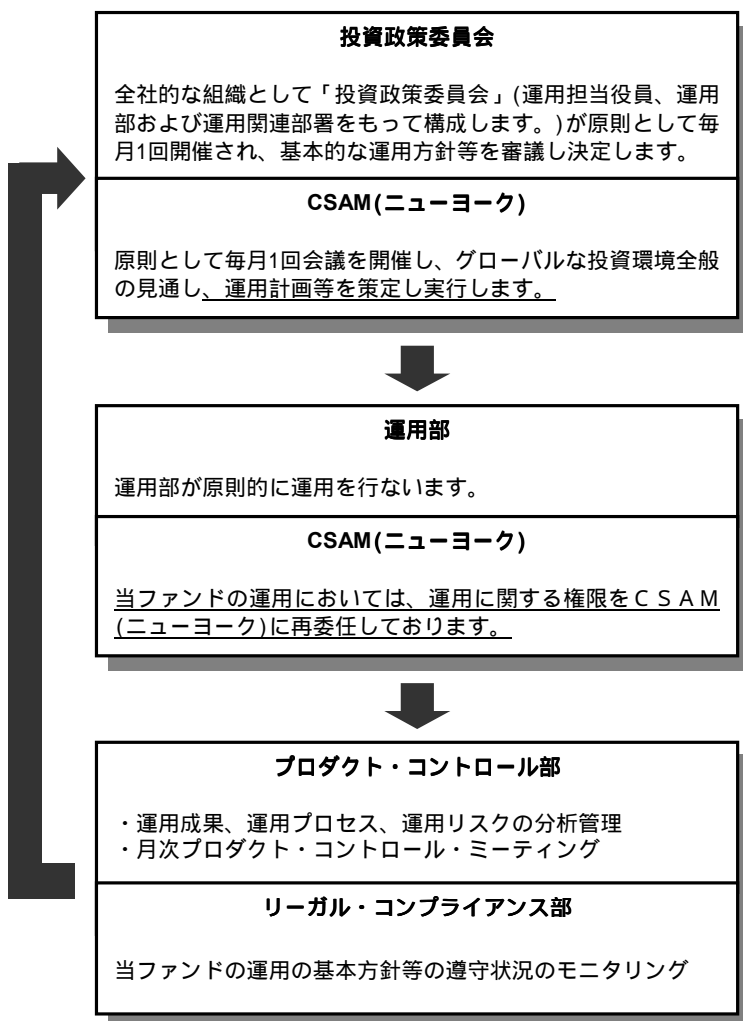 投資政策委員会
全社的な組織として「投資政策委員会」(運用担当役員、運用
部および運用関連部署をもって構成します。)が原則として毎
月1回開催され、基本的な運用方針等を審議し決定します。
CSAM(ニューヨーク)
原則として毎月1回会議を開催し、グローバルな投資環境全般
の見通し、運用計画等を策定し実行します。
運用部
運用部が原則的に運用を行ないます。
CSAM(ニューヨーク)
当ファンドの運用においては、運用に関する権限をＣＳＡＭ
(ニューヨーク)に再委任しております。
プロダクト・コントロール部
・運用成果、運用プロセス、運用リスクの分析管理
・月次プロダクト・コントロール・ミーティング
リーガル・コンプライアンス部
当ファンドの運用の基本方針等の遵守状況のモニタリング